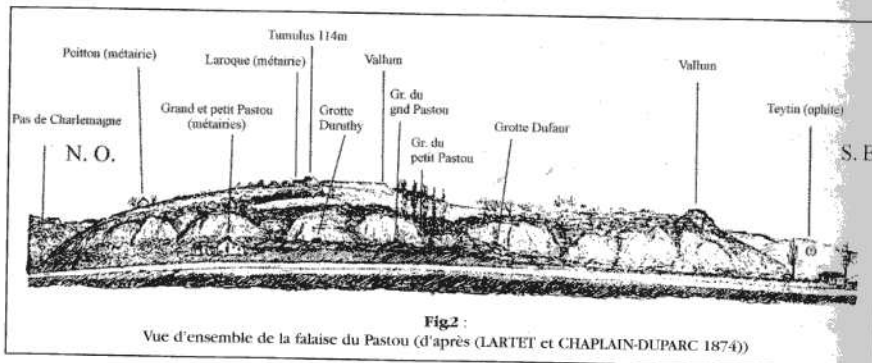 Tumulus 114m
Poitton (métairie)
Laroque (métairie)
Vallum
Vallum
Pas de Charlemagne
Grand et petit Pastou
(métairies)
Grotte
Duruthy
Gr. du
gnd Pastou
Gr. du
petit Pastou
Grotte Dufaur
Teytin (ophite)
N. O.
S. E
ω
Fig.2 :
Vue d'ensemble de la falaise du Pastou (d'après (LARTET et CHAPLAIN-DUPARC 1874))